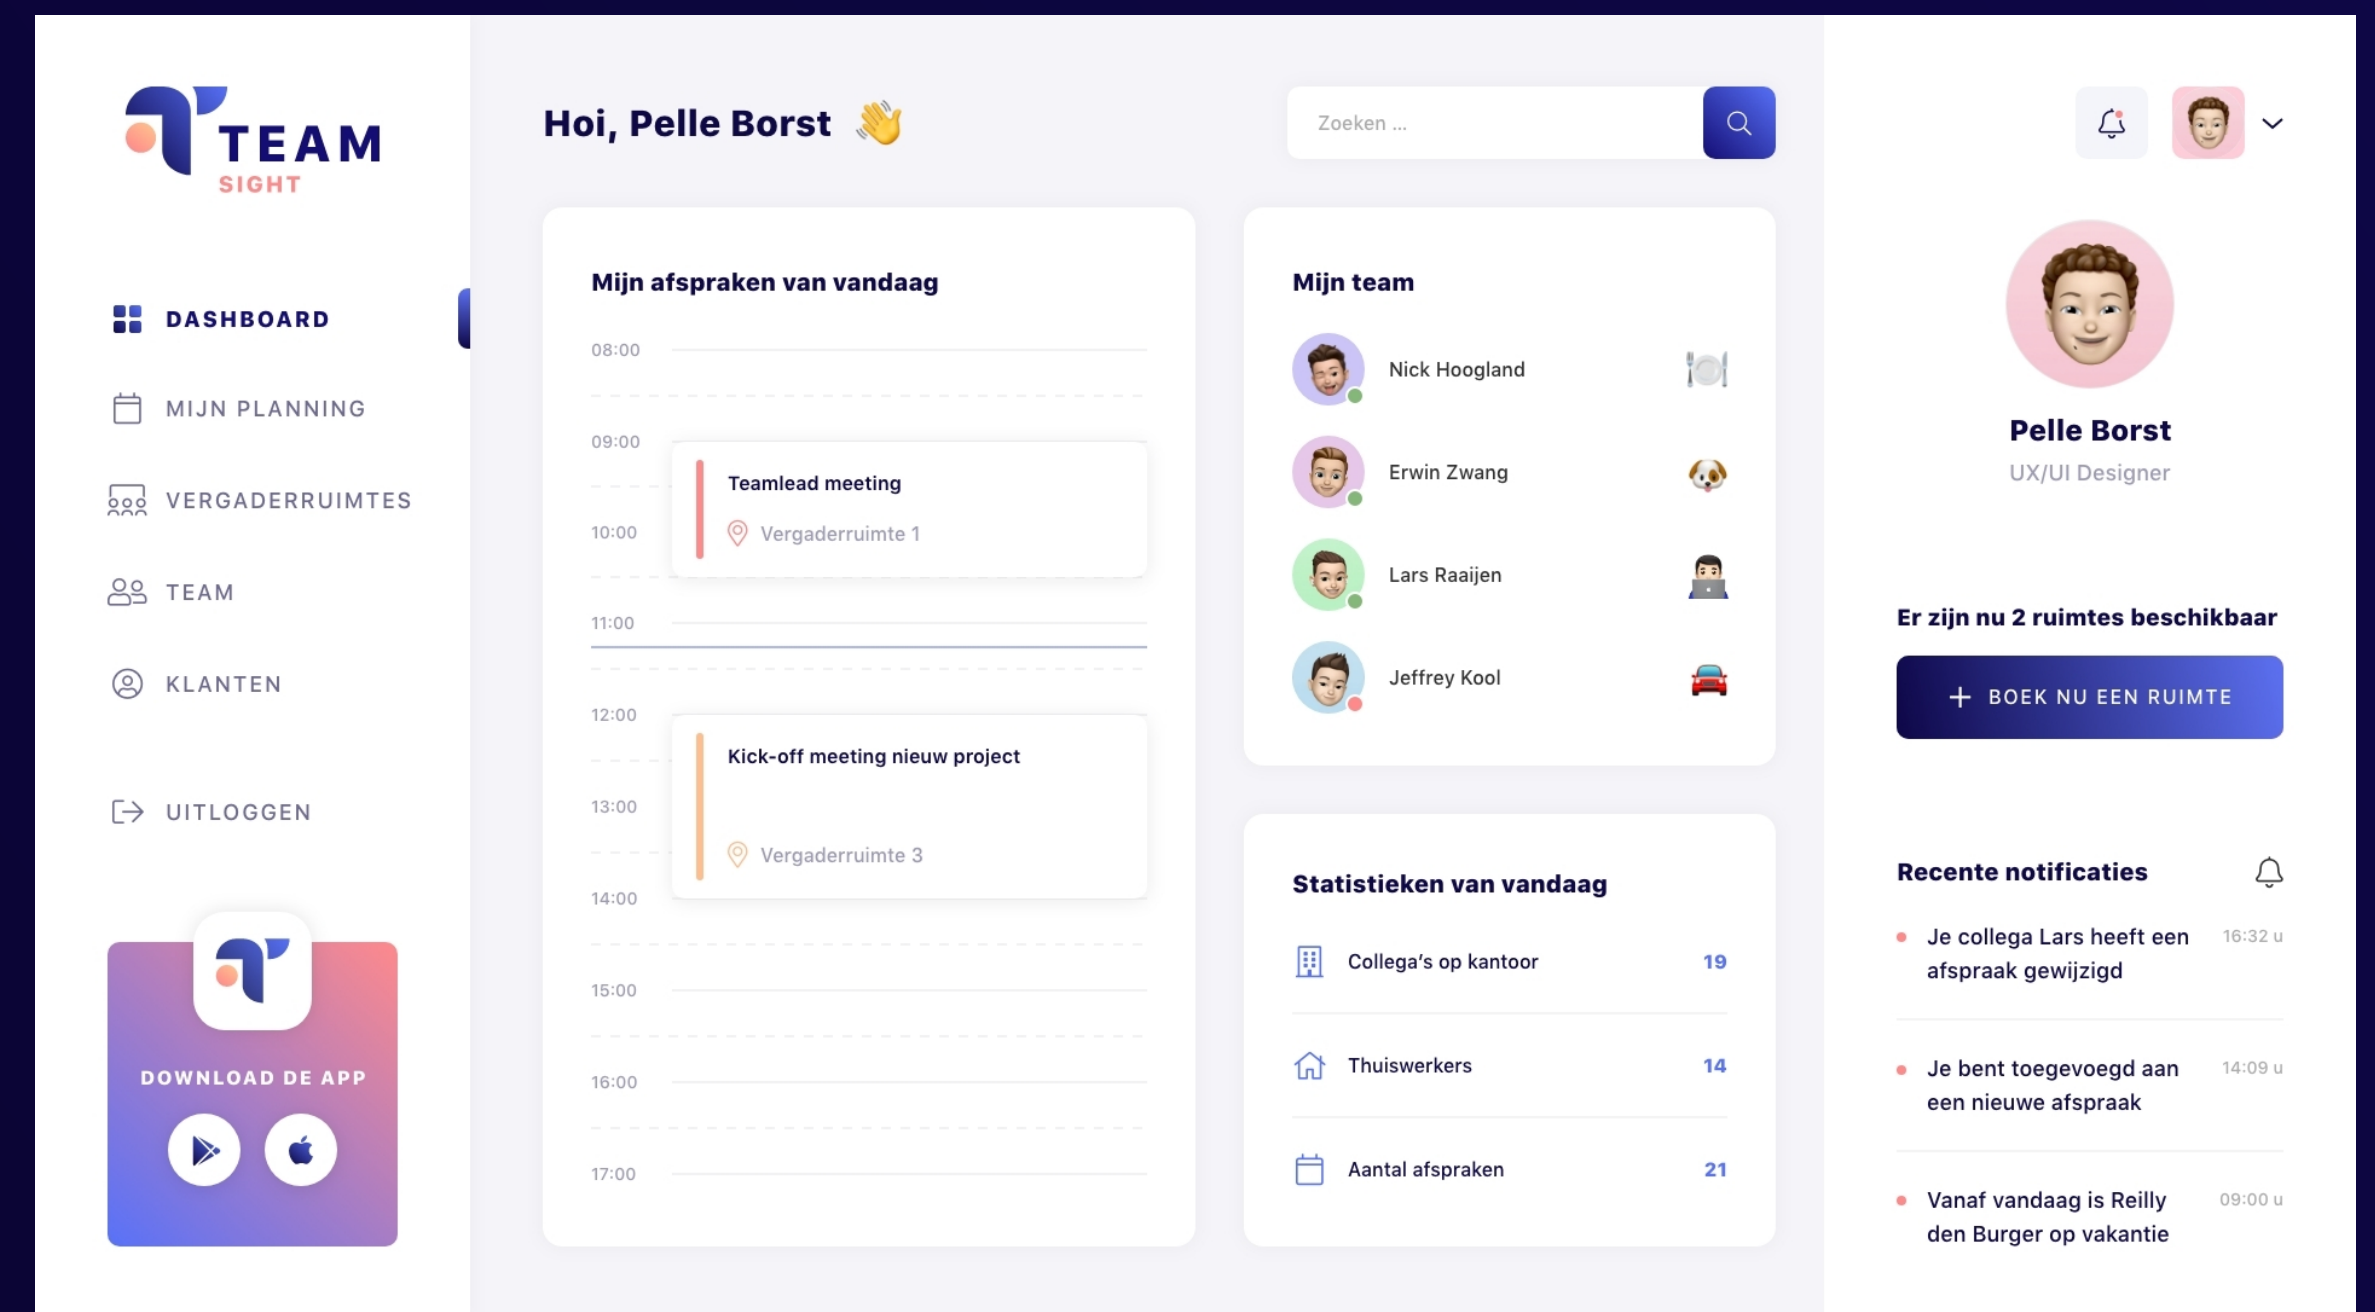 TEAM
SIGHT
DASHBOARD
MIJN PLANNING
VERGADERRUIMTES
TEAM
KLANTEN
UITLOGGEN
DOWNLOAD DE APP
Hoi, Pelle Borst
Zoeken ...
Mijn afspraken van vandaag
08:00
09:00
Teamlead meeting
10:00
Vergaderruimte 1
11:00
12:00
Kick-off meeting nieuw project
13:00
Vergaderruimte 3
14:00
15:00
16:00
17:00
Mijn team
Nick Hoogland
Erwin Zwang
Lars Raaijen
Jeffrey Kool
Statistieken van vandaag
Collega’s op kantoor 19
Thuiswerkers 14
Aantal afspraken 21
Pelle Borst
UX/UI Designer
Er zijn nu 2 ruimtes beschikbaar
BOEK NU EEN RUIMTE
Recente notificaties
Je collega Lars heeft een 16:32 u
afspraak gewijzigd
Je bent toegevoegd aan 14:09 u
een nieuwe afspraak
Vanaf vandaag is Reilly 09:00 u
den Burger op vakantie